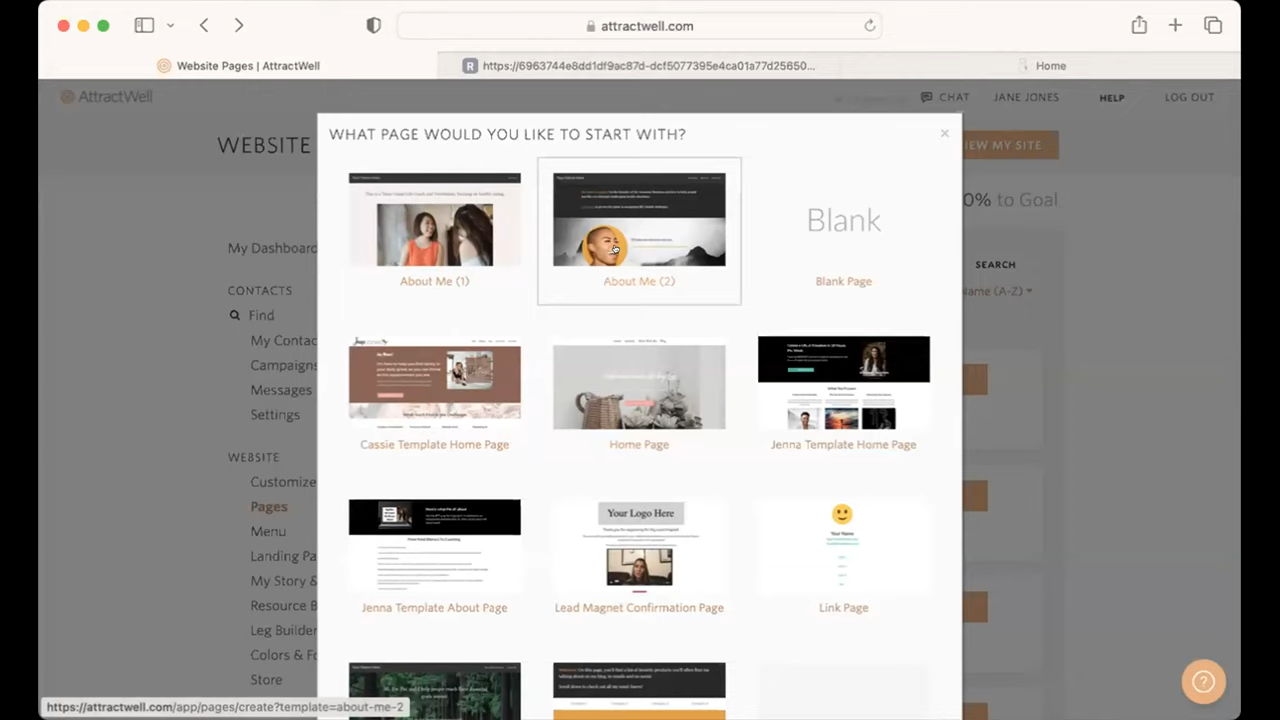 attractwell.com
Website Pages | AttractWell
R
https://6963744e8dd1df9ac87d-dcf5077395e4ca01a77d25650...
Home
AttractWell
CHAT
JANE JONES
HELP
LOG OUT
WEBSITE
WHAT PAGE WOULD YOU LIKE TO START WITH?
×
IEW MY SITE
0% to Goal
My Dashboar
CONTACTS
Find
My Contac
Campaigns
Messages
Settings
WEBSITE
Customize
Pages
Menu
Landing Pa
My Story &
Resource B
Leg Builder
Colors & Fo
Store
SEARCH
Name (A-Z)
About Me (1)
About Me (2)
Blank
Blank Page
Cassie Template Home Page
Home Page
Jenna Template Home Page
Your Logo Here
Your Name
Jenna Template About Page
Lead Magnet Confirmation Page
Link Page
https://attractwell.com/app/pages/create?template=about-me-2
?